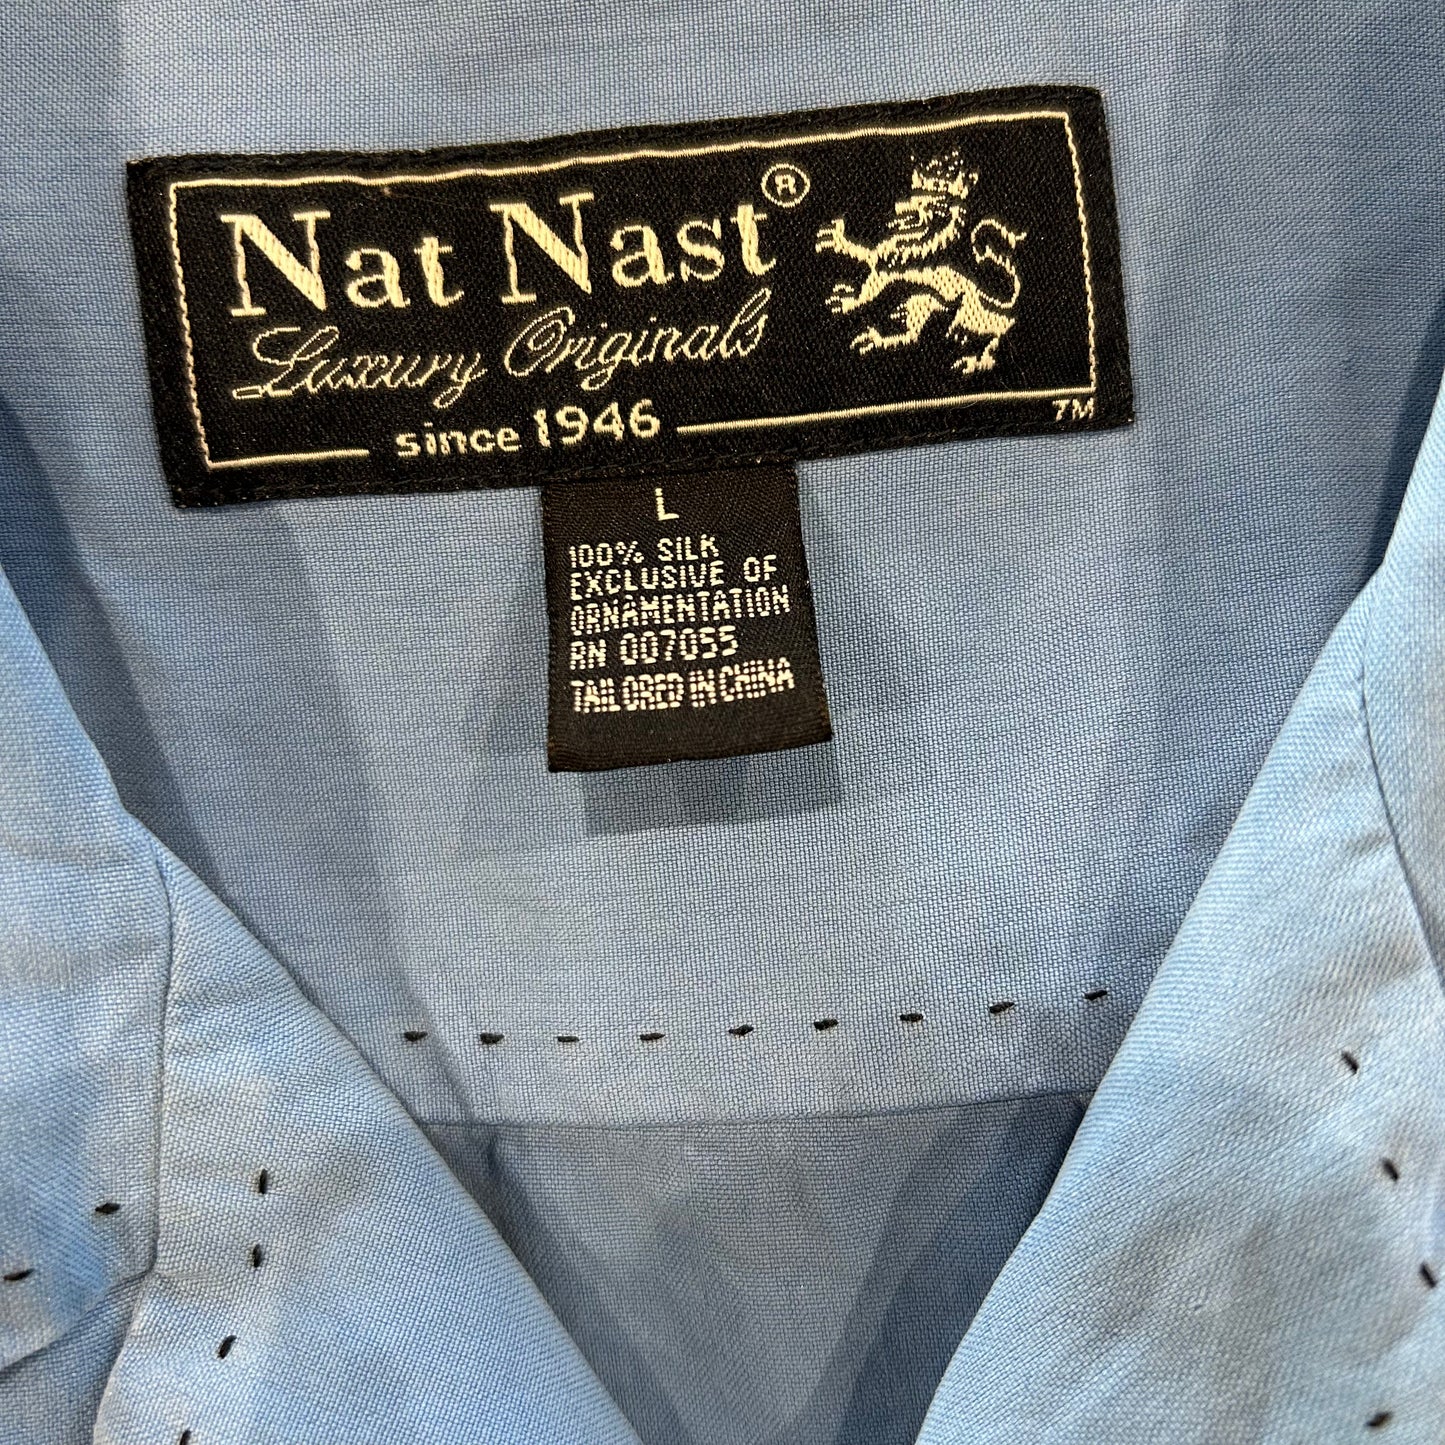 Nat Nast®
Luxury Originals
since 1946
TM
L
100% SILK
EXCLUSIVE OF
ORNAMENTATION
RN 007055
TAILORED IN CHINA